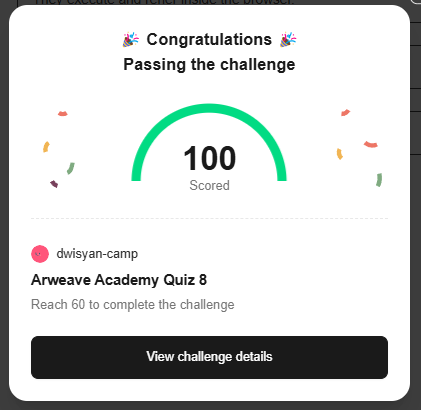 They execute and render inside the browser.
🎉 Congratulations 🎉
Passing the challenge
100
Scored
dwisyan-camp
Arweave Academy Quiz 8
Reach 60 to complete the challenge
View challenge details